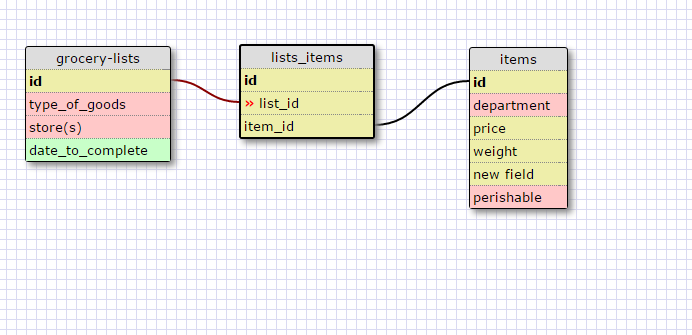 grocery-lists
id
type_of_goods
store(s)
date_to_complete
lists_items
id
» list_id
item_id
items
id
department
price
weight
new field
perishable